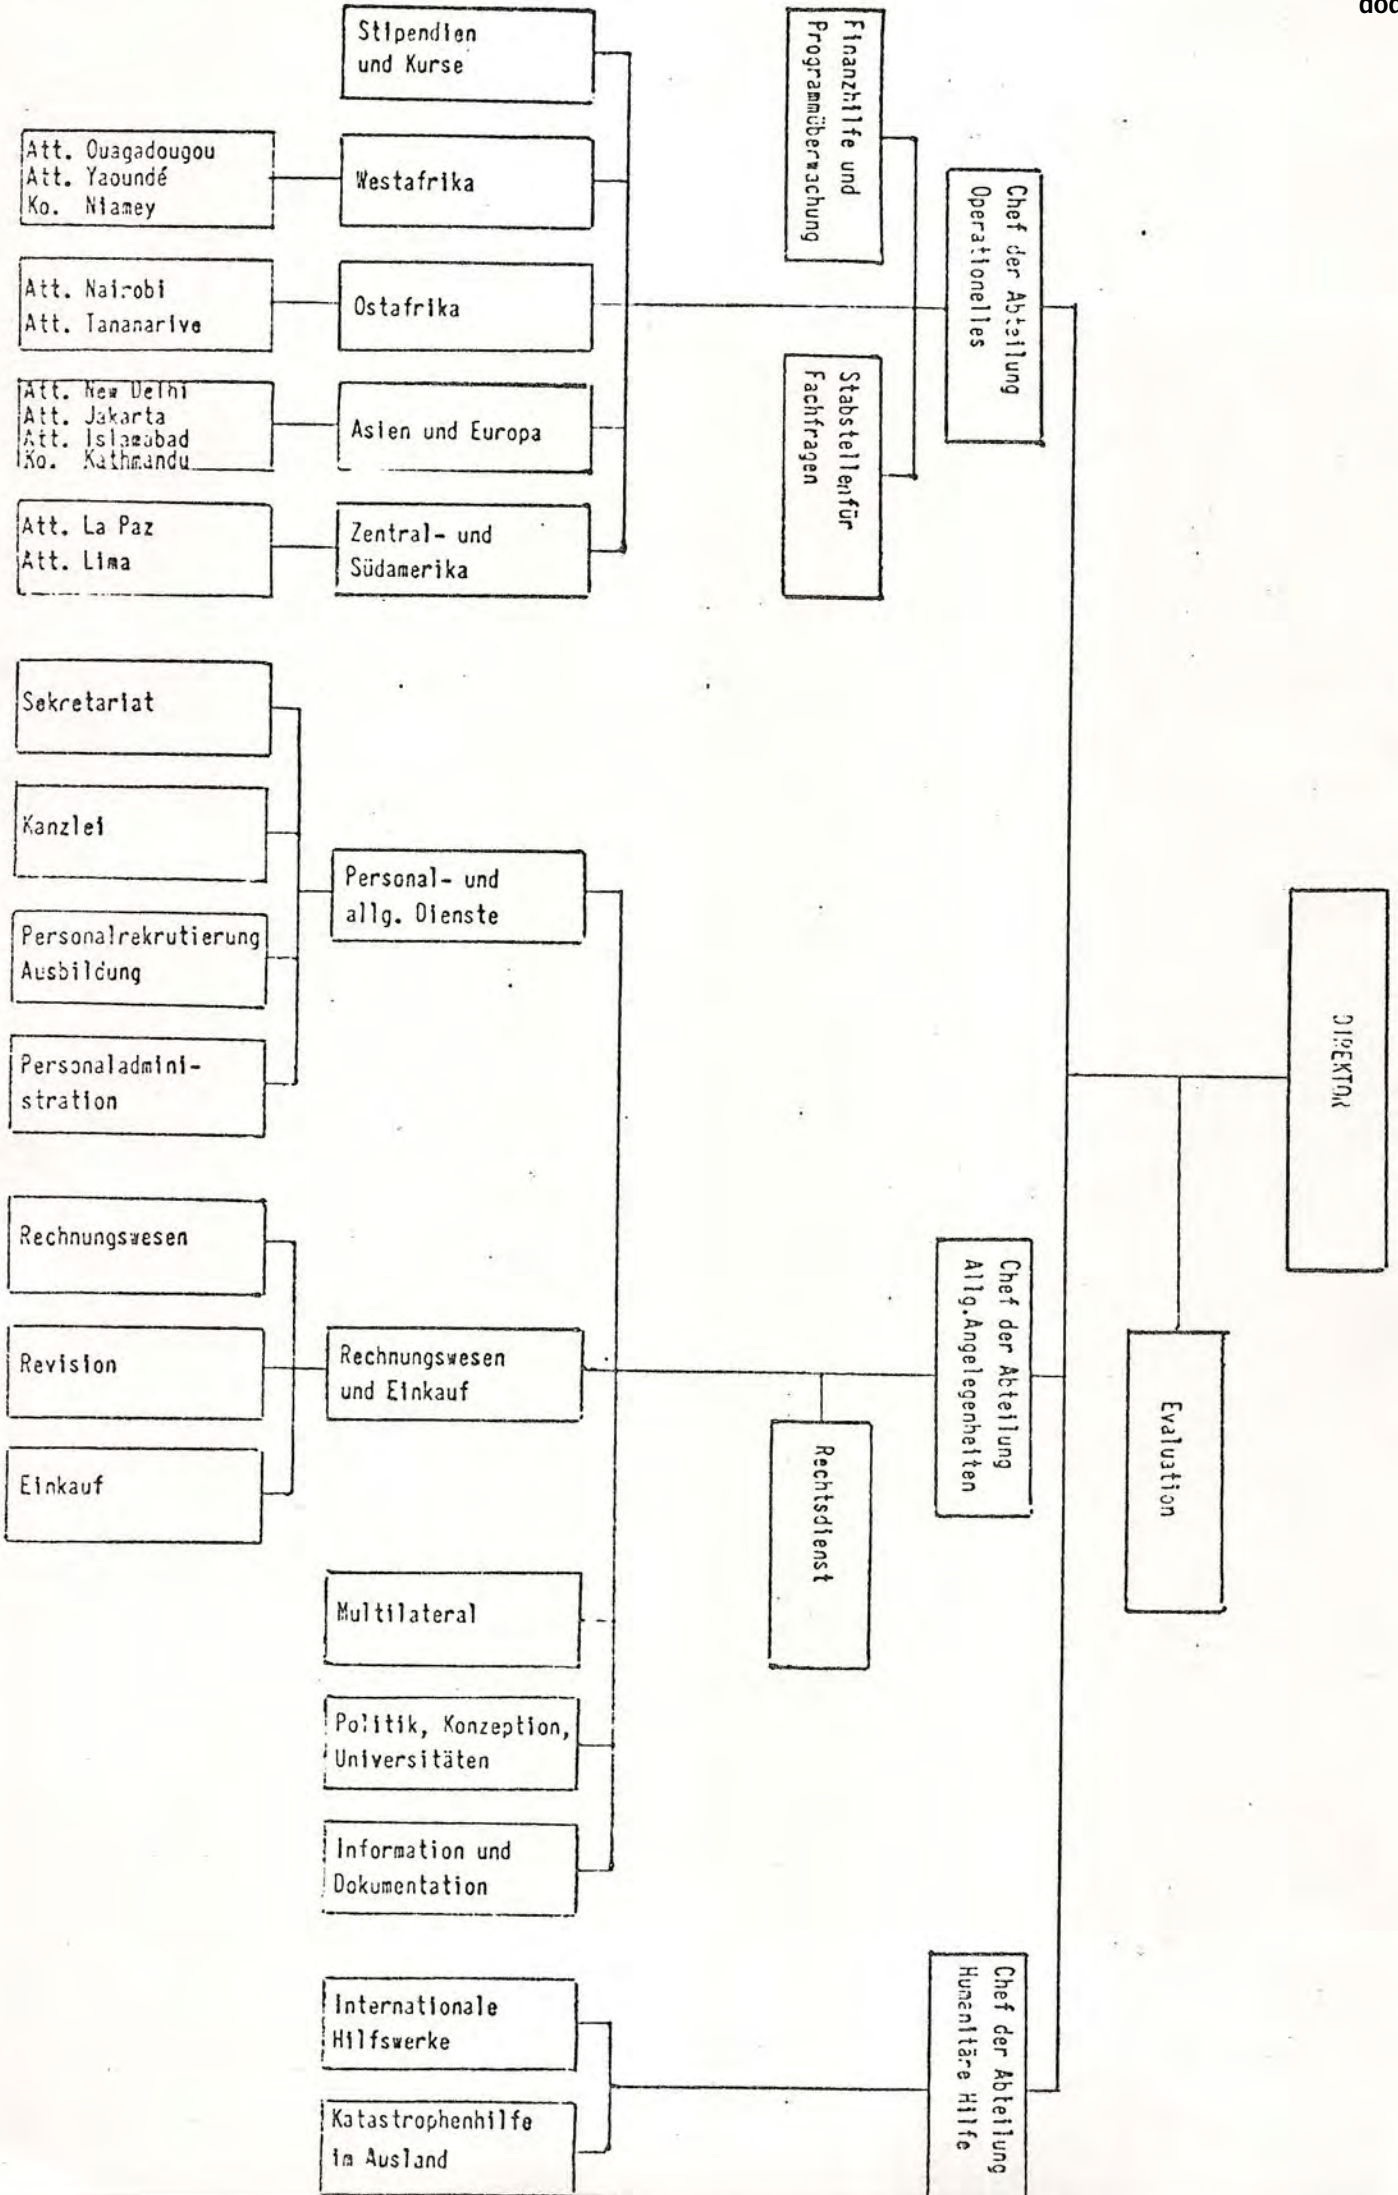 doc
DIREKTOR
Evaluation
Chef der Abteilung
Operationelles
Finanzhilfe und
Programmüberwachung
Stabstellenfür
Fachfragen
Stipendien
und Kurse
Westafrika
Att. Ouagadougou
Att. Yaoundé
Ko. Niamey
Ostafrika
Att. Nairobi
Att. Tananarive
Asien und Europa
Att. New Delhi
Att. Jakarta
Att. Islamabad
Ko. Kathmandu
Zentral- und
Südamerika
Att. La Paz
Att. Lima
Chef der Abteilung
Allg.Angelegenheiten
Rechtsdienst
Personal- und
allg. Dienste
Sekretariat
Kanzlei
Personalrekrutierung
Ausbildung
Personaladmini-
stration
Rechnungswesen
und Einkauf
Rechnungswesen
Revision
Einkauf
Multilateral
Politik, Konzeption,
Universitäten
Information und
Dokumentation
Chef der Abteilung
Humanitäre Hilfe
Internationale
Hilfswerke
Katastrophenhilfe
im Ausland